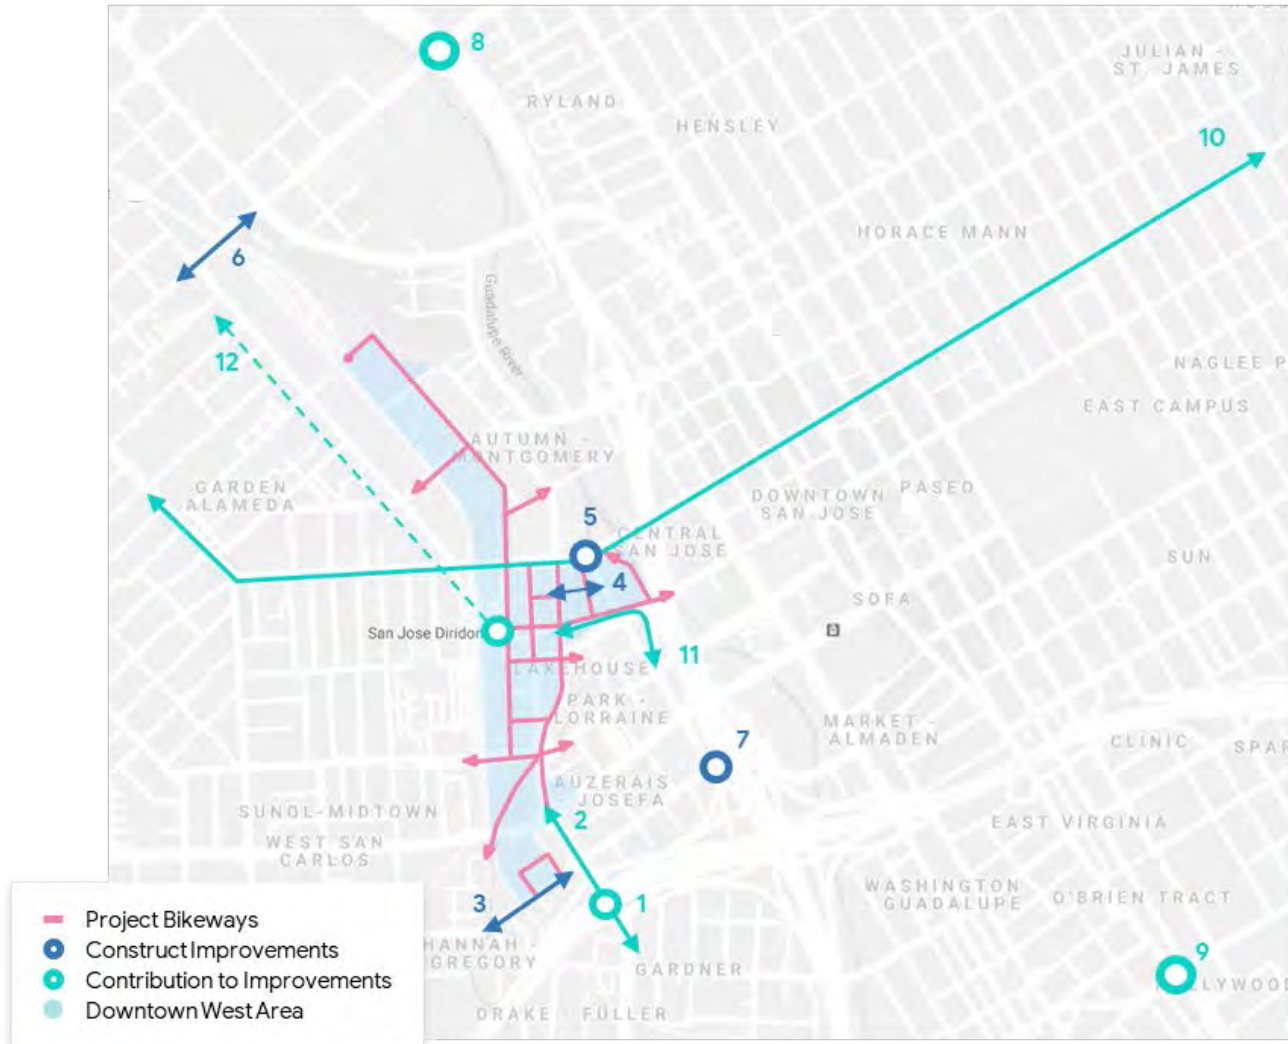 8
JULIAN -
ST. JAMES
RYLAND
HENSLEY
10
HORACE MANN
6
Guadalupe River
12
NAGLEE P
EAST CAMPUS
AUTUMN -
MONTGOMERY
GARDEN
ALAMEDA
DOWNTOWN
SAN JOSE
PASEO
5
CENTRAL
SAN JOSE
SUN
4
SOFA
San Jose Diridon
11
LAKEHOUSE
PARK -
LORRAINE
MARKET -
ALMADEN
7
CLINIC
SPAR
AUZERAIS
- JOSEFA
2
SUNOL-MIDTOWN
EAST VIRGINIA
WEST SAN
CARLOS
WASHINGTON
- GUADALUPE
O'BRIEN TRACT
3
1
HANNAH -
GREGORY
GARDNER
9
LLYWOOD
DRAKE - FULLER
Project Bikeways
Construct Improvements
Contribution to Improvements
Downtown West Area